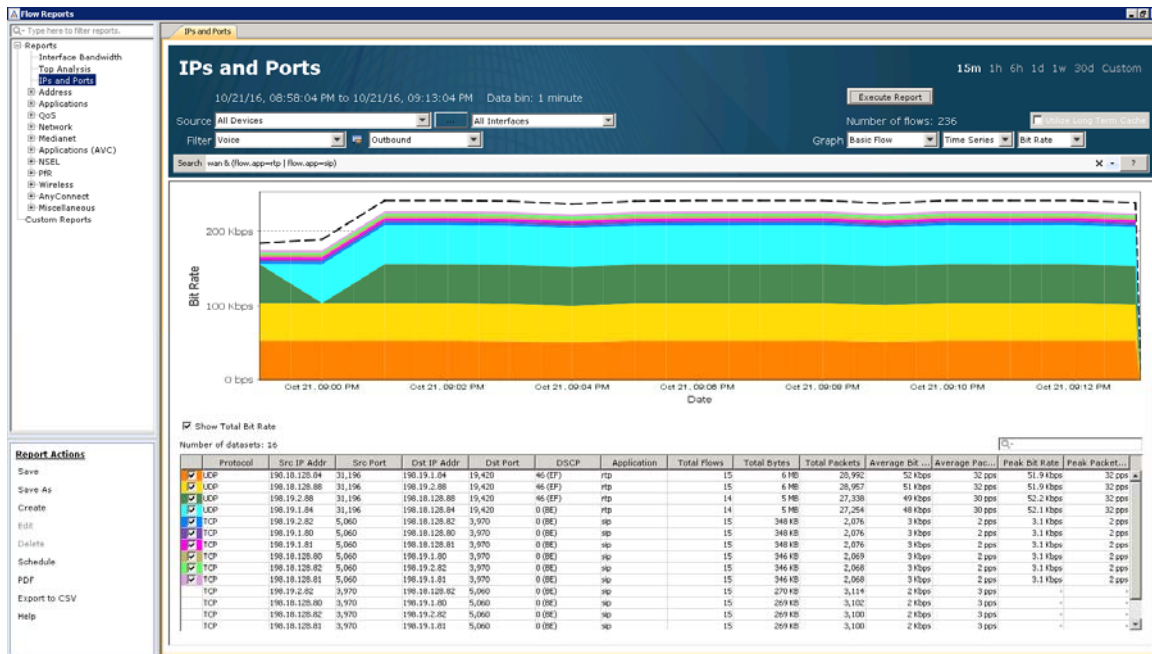 Flow Reports
Type here to filter reports.
Reports
Interface Bandwidth
Top Analysis
IPs and Ports
Address
Applications
QoS
Network
Medianet
Applications (AVC)
NSEL
PfR
Wireless
AnyConnect
Miscellaneous
Custom Reports
Report Actions
Save
Save As
Create
Edit
Delete
Schedule
PDF
Export to CSV
Help
IPs and Ports
IPs and Ports
15m 1h 6h 1d 1w 30d Custom
10/21/16, 08:58:04 PM to 10/21/16, 09:13:04 PM Data bin: 1 minute
Execute Report
Source All Devices ... All Interfaces
Number of flows: 236
Utilize Long Term Cache
Filter Voice Outbound
Graph Basic Flow Time Series Bit Rate
Search wan & (flow.app=rtp | flow.app=sip) X ?
Bit Rate
200 Kbps
100 Kbps
0 bps
Oct 21, 09:00 PM Oct 21, 09:02 PM Oct 21, 09:04 PM Oct 21, 09:06 PM Oct 21, 09:08 PM Oct 21, 09:10 PM Oct 21, 09:12 PM
Date
Show Total Bit Rate
Number of datasets: 16
Protocol Src IP Addr Src Port Dst IP Addr Dst Port DSCP Application Total Flows Total Bytes Total Packets Average Bit ... Average Pac... Peak Bit Rate Peak Packet...
UDP 198.18.128.84 31,196 198.19.1.84 19,420 46 (EF) rtp 15 6 MB 28,992 52 Kbps 32 pps 51.9 Kbps 32 pps
UDP 198.18.128.88 31,196 198.19.2.88 19,420 46 (EF) rtp 15 6 MB 28,957 51 Kbps 32 pps 51.9 Kbps 32 pps
UDP 198.19.2.88 31,196 198.18.128.88 19,420 46 (EF) rtp 14 5 MB 27,338 49 Kbps 30 pps 52.2 Kbps 32 pps
UDP 198.19.1.84 31,196 198.18.128.84 19,420 0 (BE) rtp 14 5 MB 27,254 48 Kbps 30 pps 52.1 Kbps 32 pps
TCP 198.19.2.82 5,060 198.18.128.82 3,970 0 (BE) sip 15 348 KB 2,076 3 Kbps 2 pps 3.1 Kbps 2 pps
TCP 198.19.1.80 5,060 198.18.128.80 3,970 0 (BE) sip 15 348 KB 2,076 3 Kbps 2 pps 3.1 Kbps 2 pps
TCP 198.19.1.81 5,060 198.18.128.81 3,970 0 (BE) sip 15 348 KB 2,076 3 Kbps 2 pps 3.1 Kbps 2 pps
TCP 198.18.128.80 5,060 198.19.1.80 3,970 0 (BE) sip 15 346 KB 2,069 3 Kbps 2 pps 3.1 Kbps 2 pps
TCP 198.18.128.82 5,060 198.19.2.82 3,970 0 (BE) sip 15 346 KB 2,068 3 Kbps 2 pps 3.1 Kbps 2 pps
TCP 198.18.128.81 5,060 198.19.1.81 3,970 0 (BE) sip 15 346 KB 2,068 3 Kbps 2 pps 3.1 Kbps 2 pps
TCP 198.19.2.82 3,970 198.18.128.82 5,060 0 (BE) sip 15 270 KB 3,114 2 Kbps 3 pps - -
TCP 198.18.128.80 3,970 198.19.1.80 5,060 0 (BE) sip 15 269 KB 3,102 2 Kbps 3 pps - -
TCP 198.18.128.82 3,970 198.19.2.82 5,060 0 (BE) sip 15 269 KB 3,100 2 Kbps 3 pps - -
TCP 198.18.128.81 3,970 198.19.1.81 5,060 0 (BE) sip 15 269 KB 3,100 2 Kbps 3 pps - -